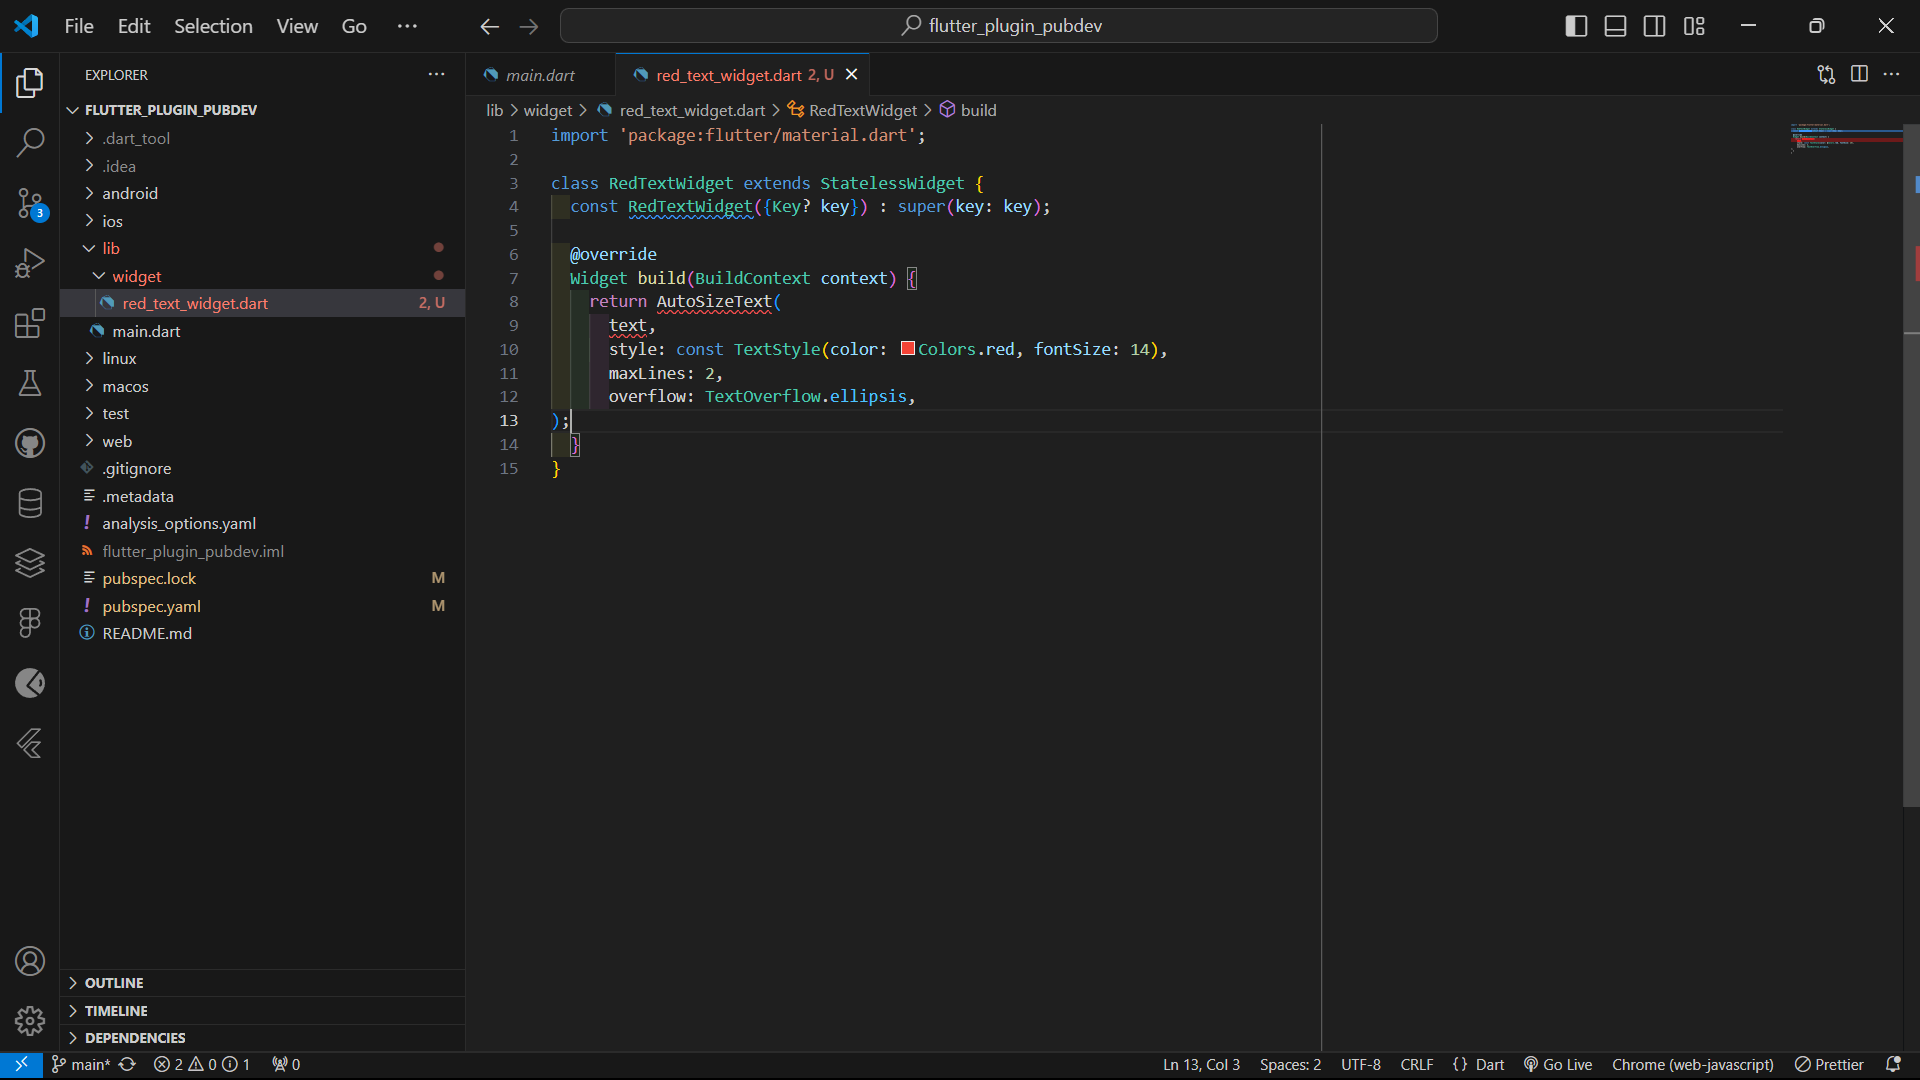 File Edit Selection View Go
flutter_plugin_pubdev
EXPLORER
FLUTTER_PLUGIN_PUBDEV
.dart_tool
.idea
android
ios
lib
widget
red_text_widget.dart 2, U
main.dart
linux
macos
test
web
.gitignore
.metadata
analysis_options.yaml
flutter_plugin_pubdev.iml
pubspec.lock M
pubspec.yaml M
README.md
OUTLINE
TIMELINE
DEPENDENCIES
3
main.dart
red_text_widget.dart 2, U
lib > widget > red_text_widget.dart > RedTextWidget > build
1 import 'package:flutter/material.dart';
2
3 class RedTextWidget extends StatelessWidget {
4 const RedTextWidget({Key? key}) : super(key: key);
5
6 @override
7 Widget build(BuildContext context) {
8 return AutoSizeText(
9 text,
10 style: const TextStyle(color: Colors.red, fontSize: 14),
11 maxLines: 2,
12 overflow: TextOverflow.ellipsis,
13 );
14 }
15 }
main* 2 0 1 0
Ln 13, Col 3 Spaces: 2 UTF-8 CRLF {} Dart Go Live Chrome (web-javascript) Prettier